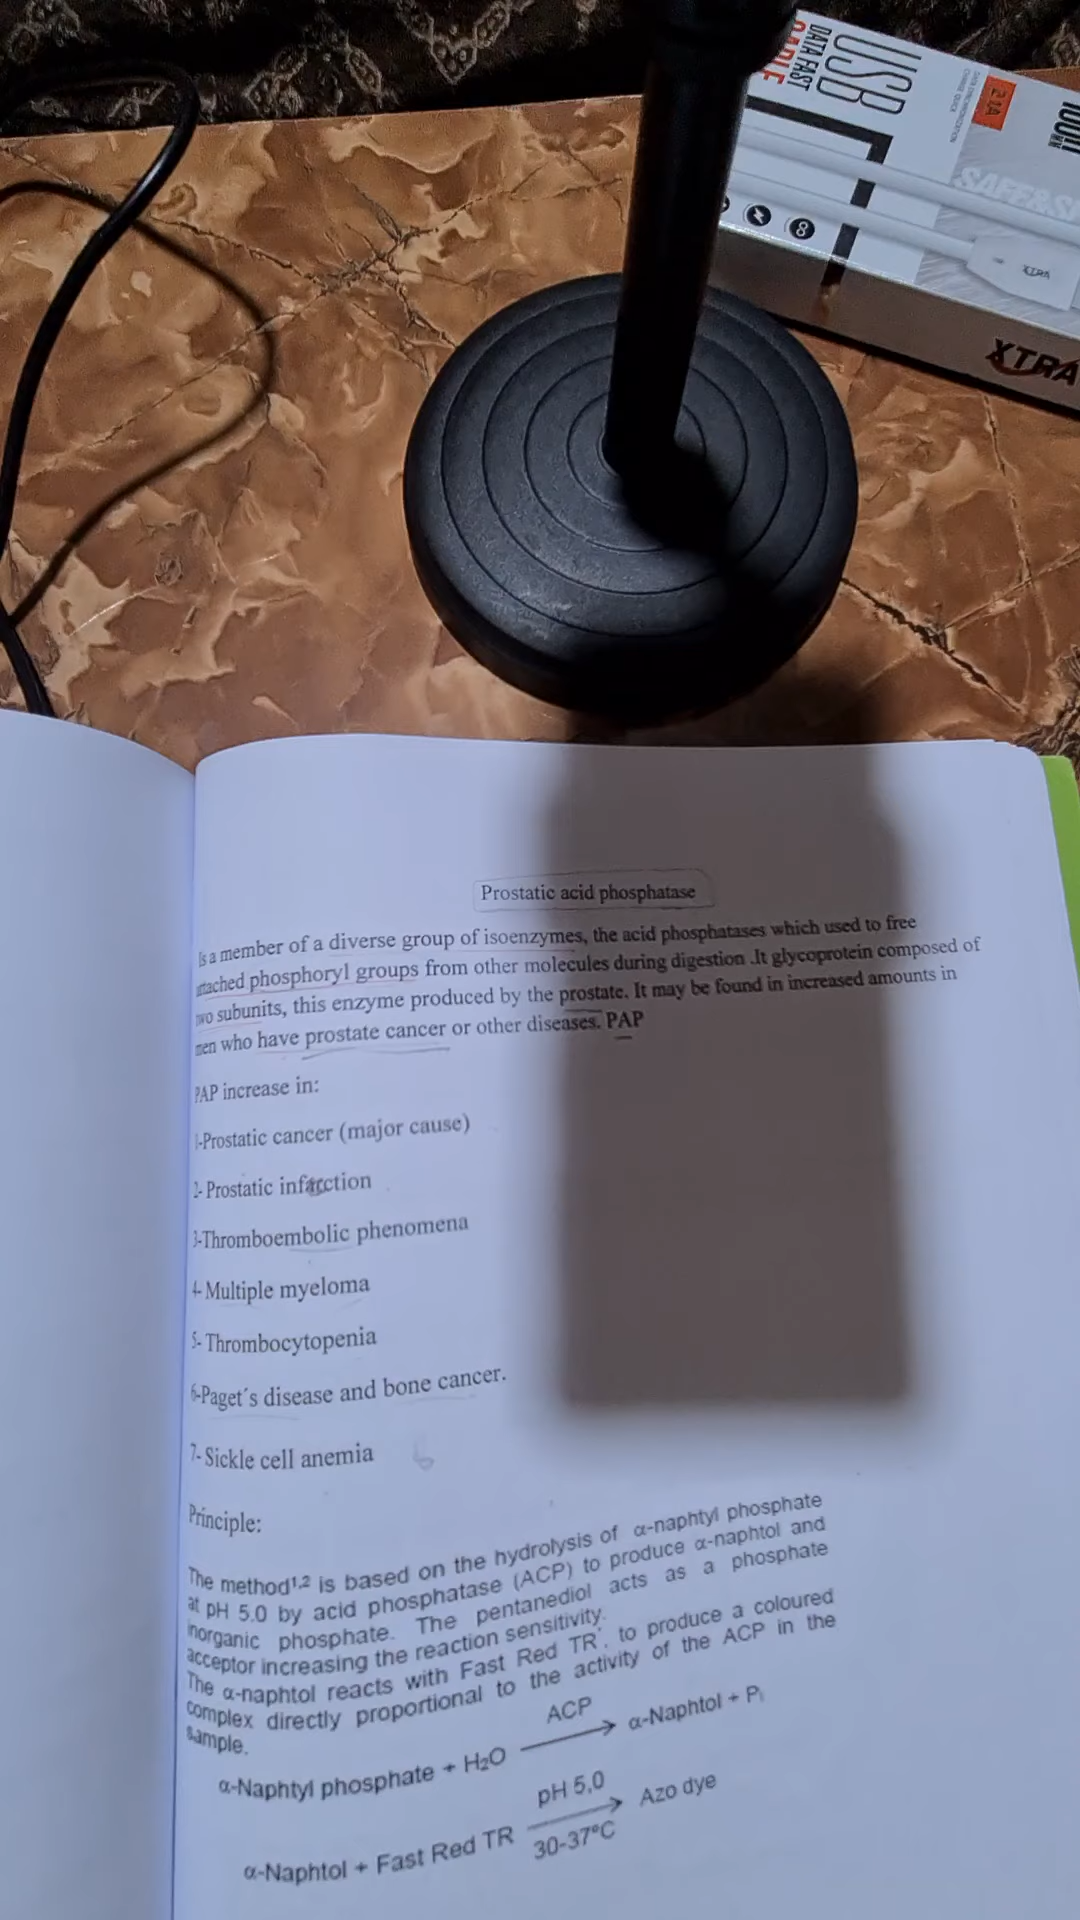 USB
DATA FAST
CABLE
2.1A
SAFE&S
XTRA
XTRA
Prostatic acid phosphatase
Is a member of a diverse group of isoenzymes, the acid phosphatases which used to free
attached phosphoryl groups from other molecules during digestion .It glycoprotein composed of
two subunits, this enzyme produced by the prostate. It may be found in increased amounts in
men who have prostate cancer or other diseases. PAP
PAP increase in:
1-Prostatic cancer (major cause)
2- Prostatic infarction
3-Thromboembolic phenomena
4- Multiple myeloma
5- Thrombocytopenia
6-Paget´s disease and bone cancer.
7- Sickle cell anemia
Principle:
The method1,2 is based on the hydrolysis of α-naphtyl phosphate
at pH 5.0 by acid phosphatase (ACP) to produce α-naphtol and
inorganic phosphate. The pentanediol acts as a phosphate
acceptor increasing the reaction sensitivity.
The α-naphtol reacts with Fast Red TR, to produce a coloured
complex directly proportional to the activity of the ACP in the
sample.
α-Naphtyl phosphate + H₂O ACP → α-Naphtol + Pᵢ
α-Naphtol + Fast Red TR pH 5,0 → 30-37ºC Azo dye